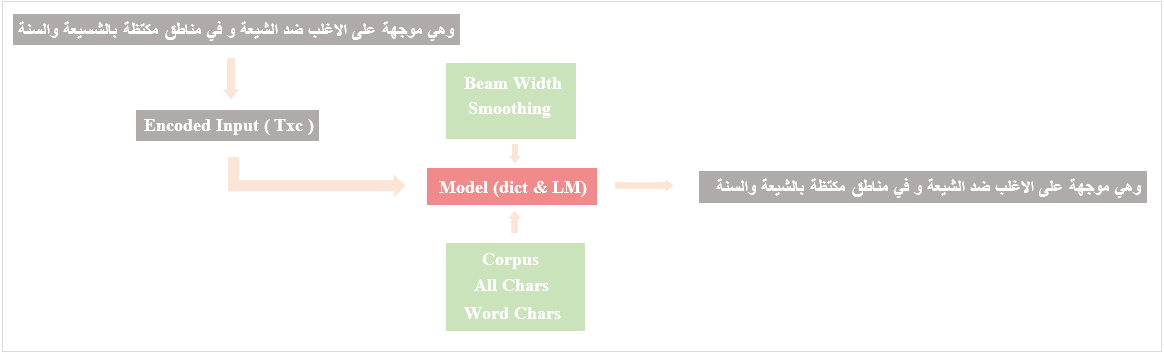 وهي موجهة على الاغلب ضد الشيعة و في مناطق مكتظة بالشسيعة والسنة
Encoded Input ( Txc )
Beam Width
Smoothing
Model (dict & LM)
وهي موجهة على الاغلب ضد الشيعة و في مناطق مكتظة بالشيعة والسنة
Corpus
All Chars
Word Chars